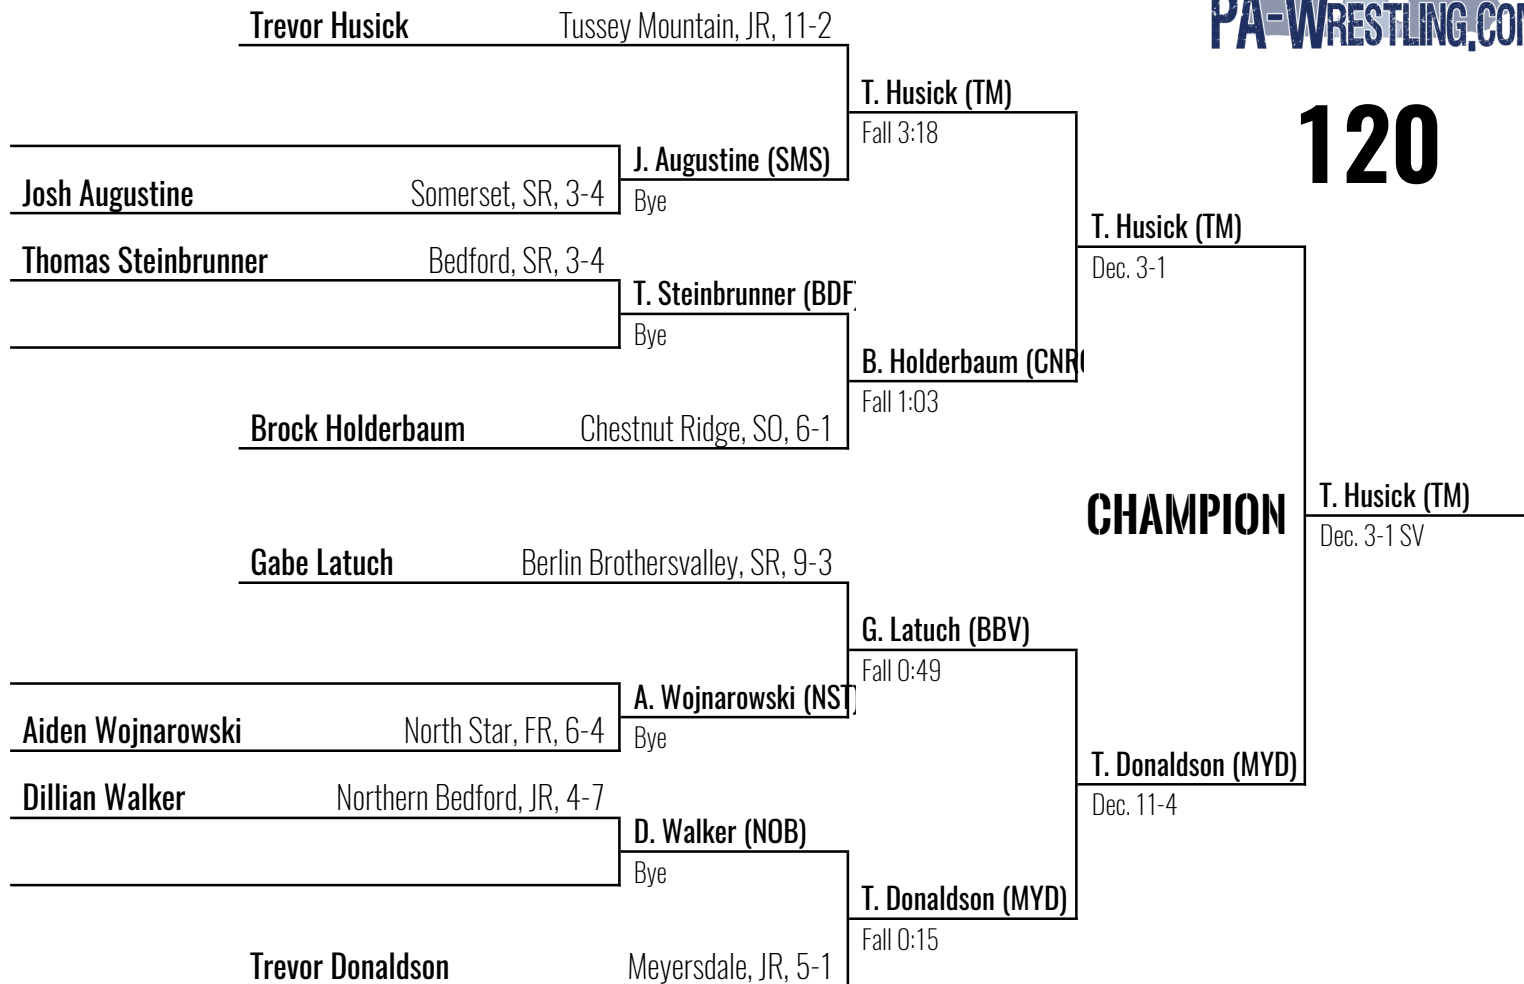 Trevor Husick Tussey Mountain, JR, 11-2
PA-WRESTLING.COM
T. Husick (TM)
Fall 3:18
120
J. Augustine (SMS)
Josh Augustine Somerset, SR, 3-4
Bye
T. Husick (TM)
Dec. 3-1
Thomas Steinbrunner Bedford, SR, 3-4
T. Steinbrunner (BDF)
Bye
B. Holderbaum (CNR
Fall 1:03
Brock Holderbaum Chestnut Ridge, SO, 6-1
CHAMPION
T. Husick (TM)
Dec. 3-1 SV
Gabe Latuch Berlin Brothersvalley, SR, 9-3
G. Latuch (BBV)
Fall 0:49
A. Wojnarowski (NST)
Aiden Wojnarowski North Star, FR, 6-4
Bye
T. Donaldson (MYD)
Dec. 11-4
Dillian Walker Northern Bedford, JR, 4-7
D. Walker (NOB)
Bye
T. Donaldson (MYD)
Fall 0:15
Trevor Donaldson Meyersdale, JR, 5-1